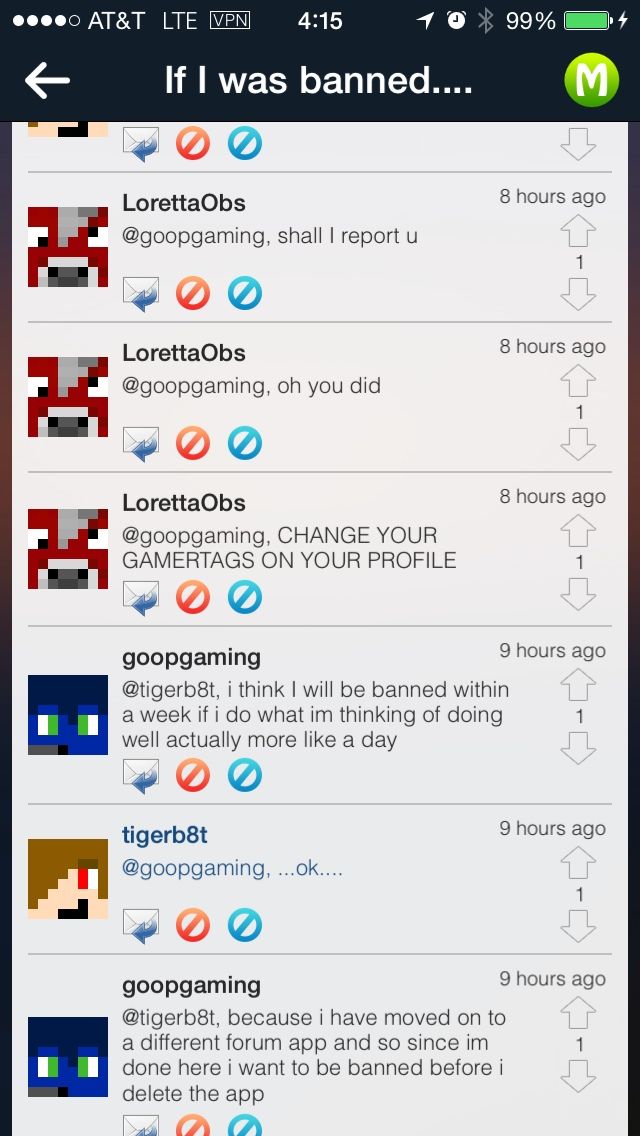 AT&T LTE VPN 4:15 99%
If I was banned....
M
LorettaObs 8 hours ago
@goopgaming, shall I report u
1
LorettaObs 8 hours ago
@goopgaming, oh you did
1
LorettaObs 8 hours ago
@goopgaming, CHANGE YOUR
GAMERTAGS ON YOUR PROFILE
1
goopgaming 9 hours ago
@tigerb8t, i think I will be banned within
a week if i do what im thinking of doing
well actually more like a day
1
tigerb8t 9 hours ago
@goopgaming, ...ok....
1
goopgaming 9 hours ago
@tigerb8t, because i have moved on to
a different forum app and so since im
done here i want to be banned before i
delete the app
1